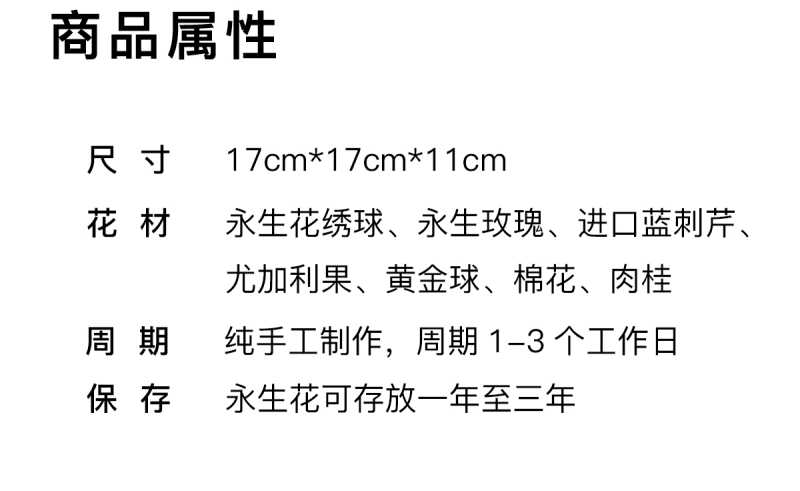 商品属性
尺 寸 17cm*17cm*11cm
花 材 永生花绣球、永生玫瑰、进口蓝刺芹、
尤加利果、黄金球、棉花、肉桂
周 期 纯手工制作，周期 1-3 个工作日
保 存 永生花可存放一年至三年